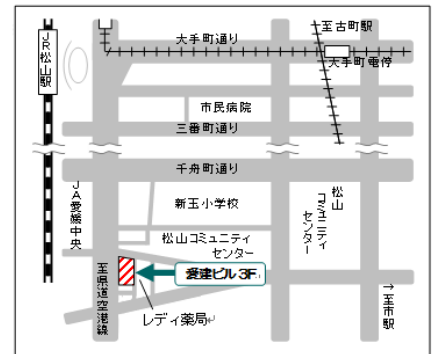 至古町駅
大手町通り
大手町電停
JR松山駅
市民病院
三番町通り
千舟町通り
JA愛媛中央
新玉小学校
松山
コミュニティ
センター
松山コミュニティ
センター
愛建ビル 3F
至県道空港線
レディ薬局
→至市駅